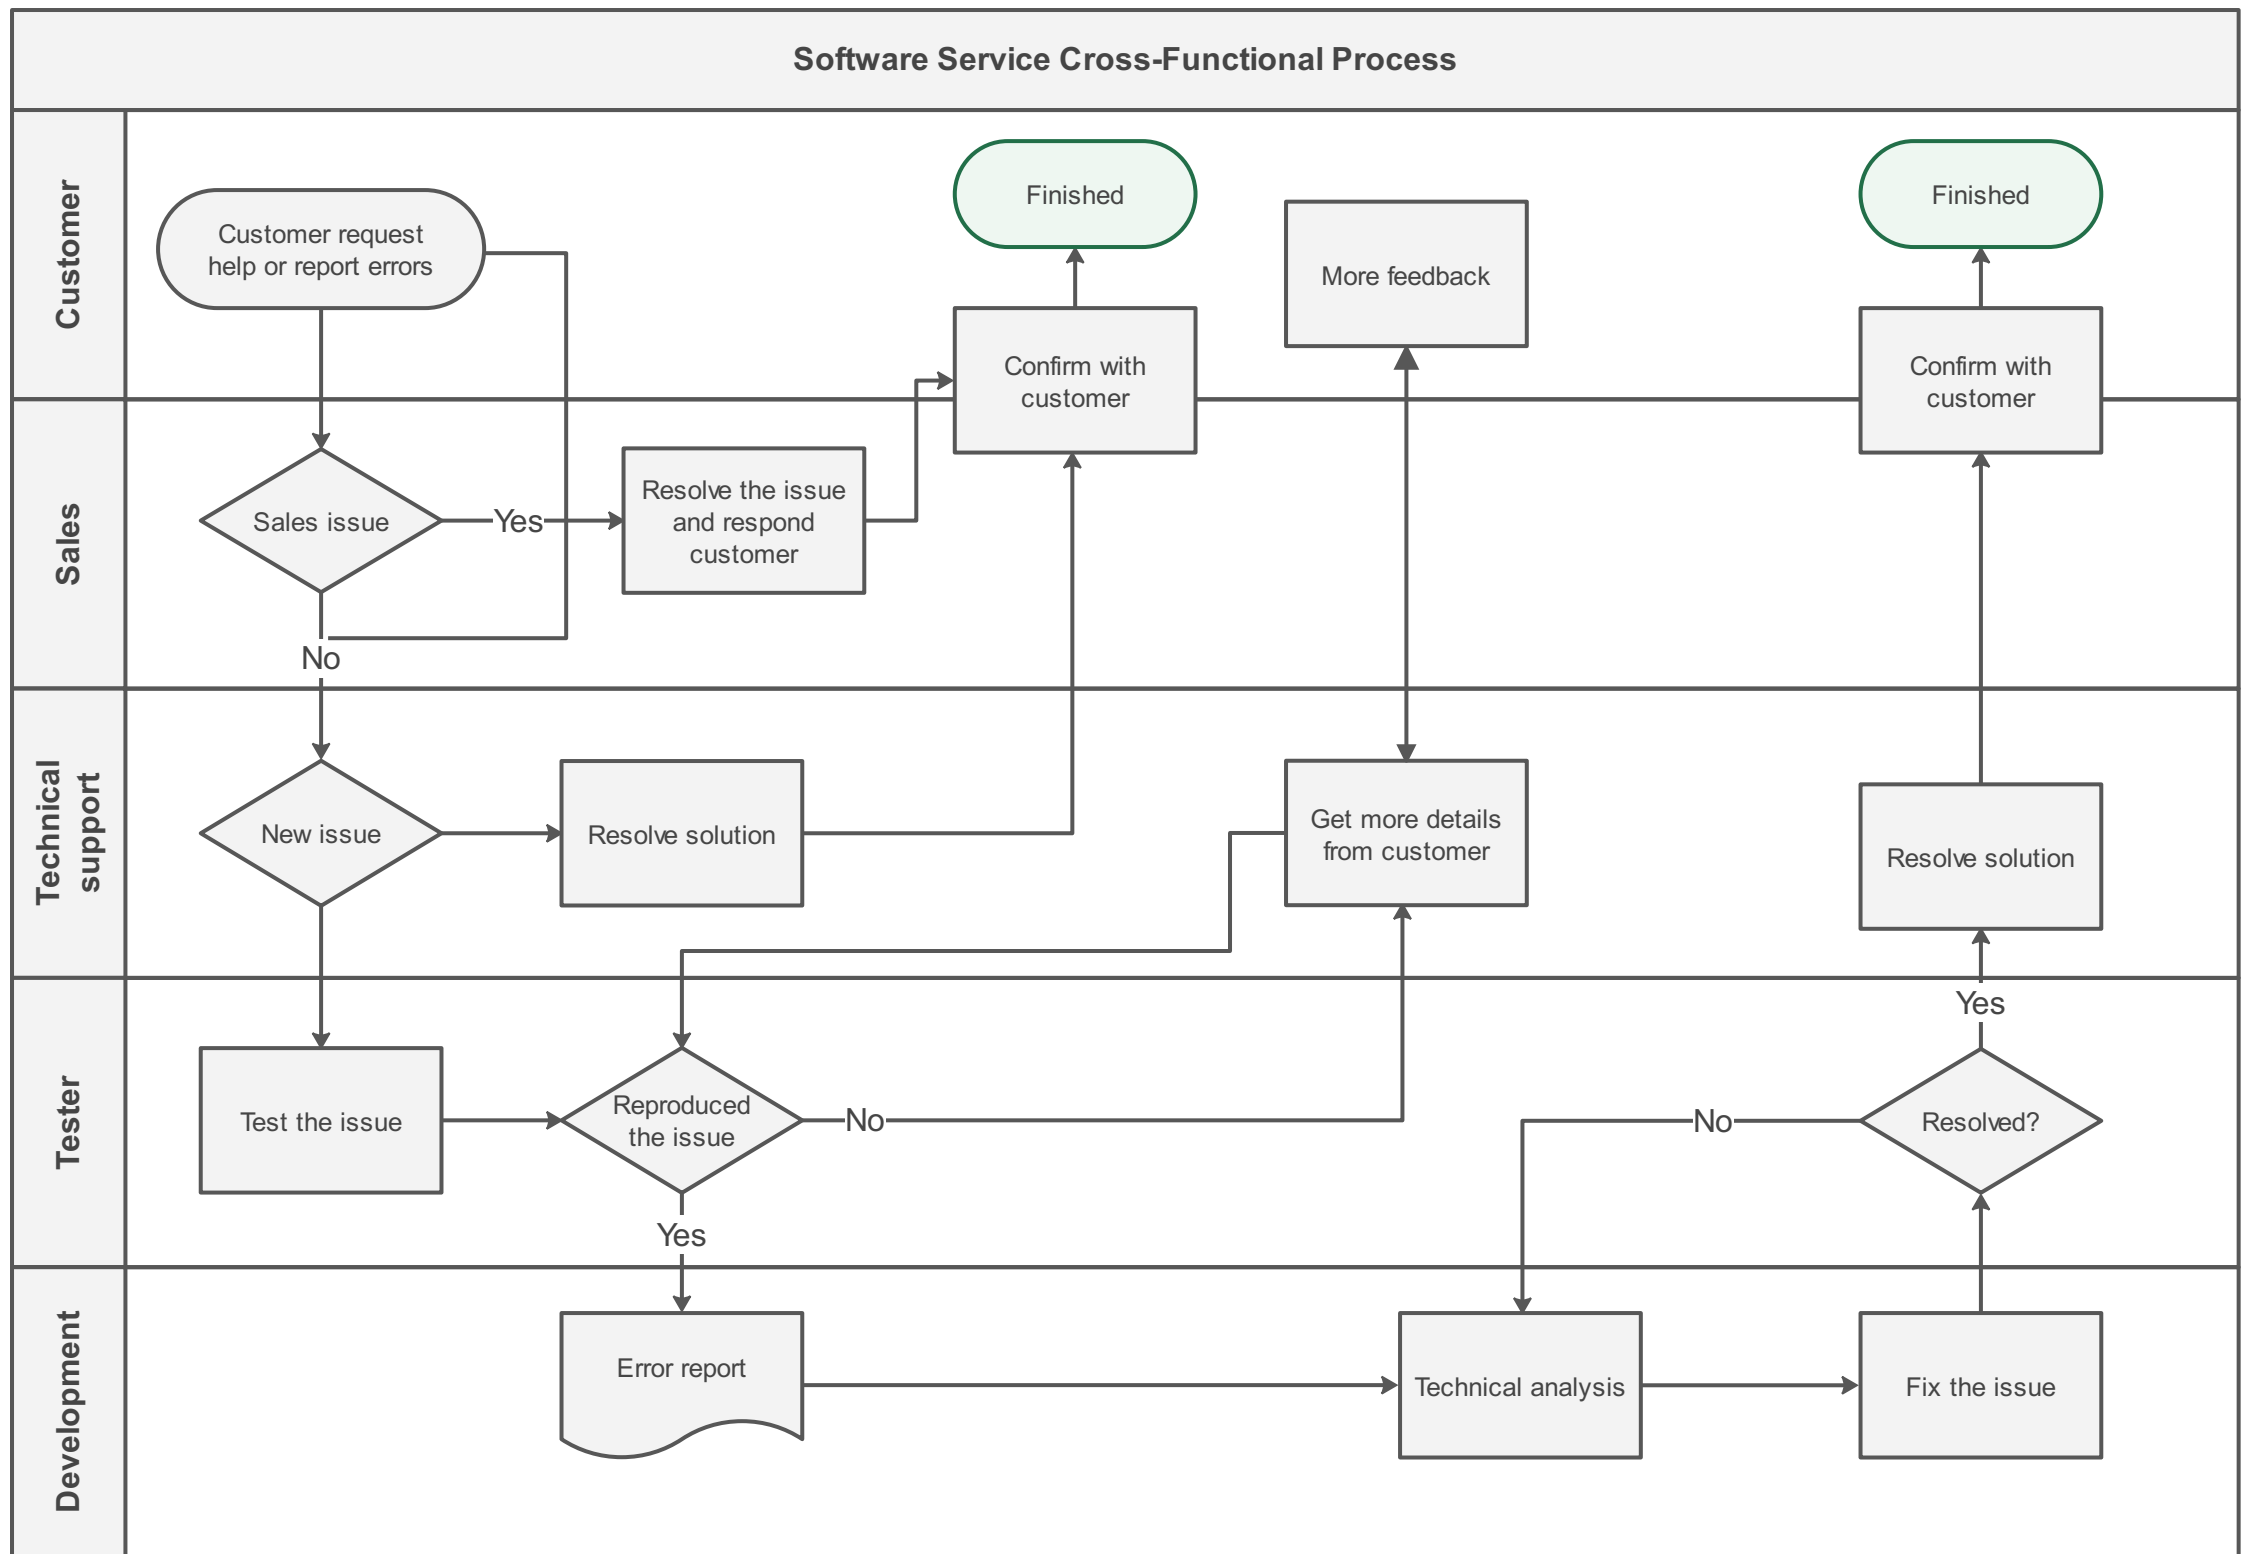 Software Service Cross-Functional Process
Customer
Customer request
help or report errors
Finished
More feedback
Finished
Confirm with
customer
Confirm with
customer
Sales
Sales issue
Yes
Resolve the issue
and respond
customer
No
Technical
support
New issue
Resolve solution
Get more details
from customer
Resolve solution
Tester
Test the issue
Reproduced
the issue
No
Yes
No
Yes
Resolved?
Development
Error report
Technical analysis
Fix the issue